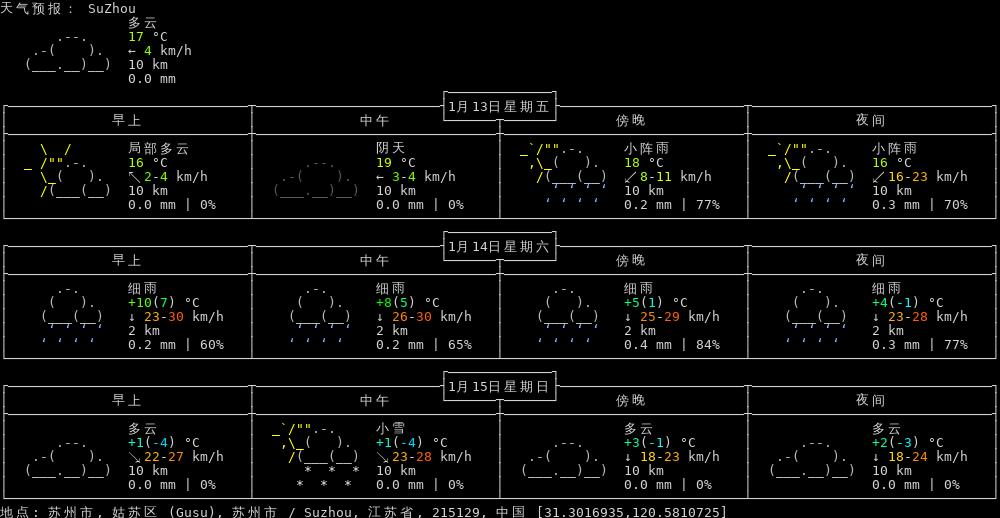 天气预报: SuZhou
多云
17 °C
← 4 km/h
10 km
0.0 mm
1月13日星期五
早上 中午 傍晚 夜间
局部多云 阴天 小阵雨 小阵雨
16 °C 19 °C 18 °C 16 °C
↖ 2-4 km/h ← 3-4 km/h ↙ 8-11 km/h ↙ 16-23 km/h
10 km 10 km 10 km 10 km
0.0 mm | 0% 0.0 mm | 0% 0.2 mm | 77% 0.3 mm | 70%
1月14日星期六
早上 中午 傍晚 夜间
细雨 细雨 细雨 细雨
+10(7) °C +8(5) °C +5(1) °C +4(-1) °C
↓ 23-30 km/h ↓ 26-30 km/h ↓ 25-29 km/h ↓ 23-28 km/h
2 km 2 km 2 km 2 km
0.2 mm | 60% 0.2 mm | 65% 0.4 mm | 84% 0.3 mm | 77%
1月15日星期日
早上 中午 傍晚 夜间
多云 小雪 多云 多云
+1(-4) °C +1(-4) °C +3(-1) °C +2(-3) °C
↘ 22-27 km/h ↘ 23-28 km/h ↓ 18-23 km/h ↓ 18-24 km/h
10 km 10 km 10 km 10 km
0.0 mm | 0% 0.0 mm | 0% 0.0 mm | 0% 0.0 mm | 0%
地点: 苏州市, 姑苏区 (Gusu), 苏州市 / Suzhou, 江苏省, 215129, 中国 [31.3016935,120.5810725]